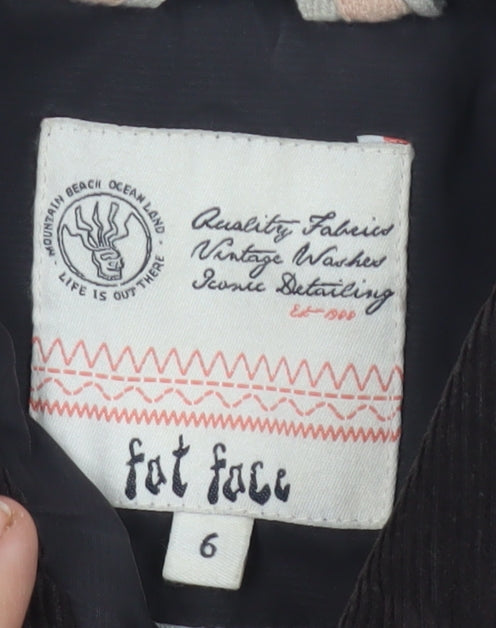 MOUNTAIN BEACH OCEAN LAND
LIFE IS OUT THERE
Quality Fabrics
Vintage Washes
Iconic Detailing
Est 1988
fat face
6